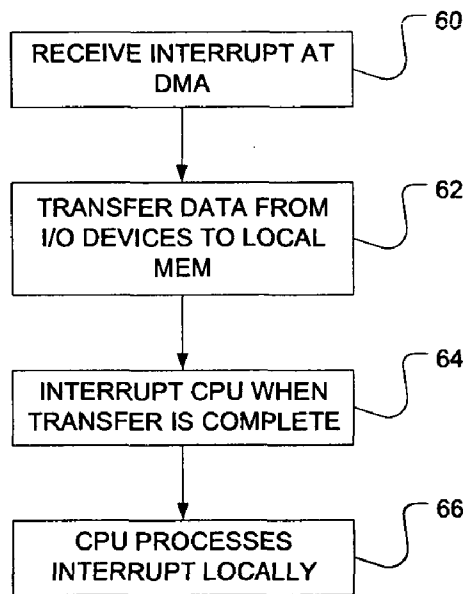 60
RECEIVE INTERRUPT AT
DMA
62
TRANSFER DATA FROM
I/O DEVICES TO LOCAL
MEM
64
INTERRUPT CPU WHEN
TRANSFER IS COMPLETE
66
CPU PROCESSES
INTERRUPT LOCALLY